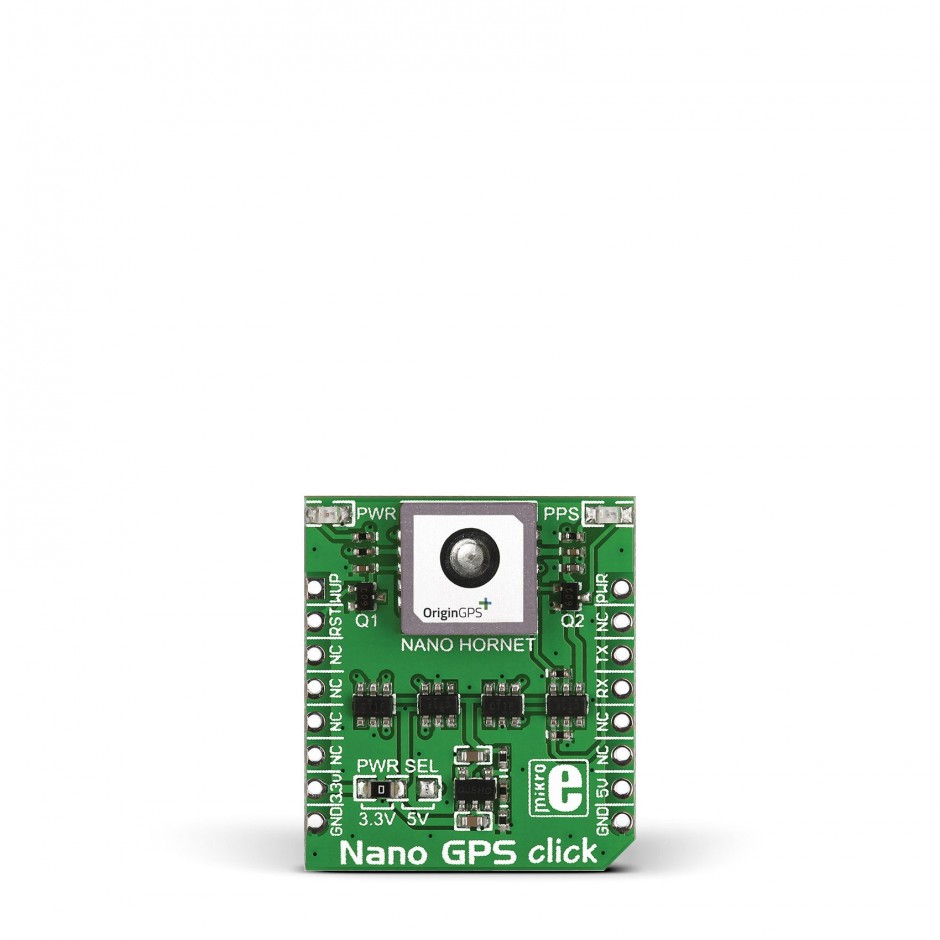 PWR
PPS
OriginGPS
NANO HORNET
Q1
Q2
WUP
RST
NC
NC
NC
NC
3.3V
GND
PWR
NC
TX
RX
NC
NC
5V
GND
PWR SEL
3.3V 5V
mikro
e
Nano GPS click